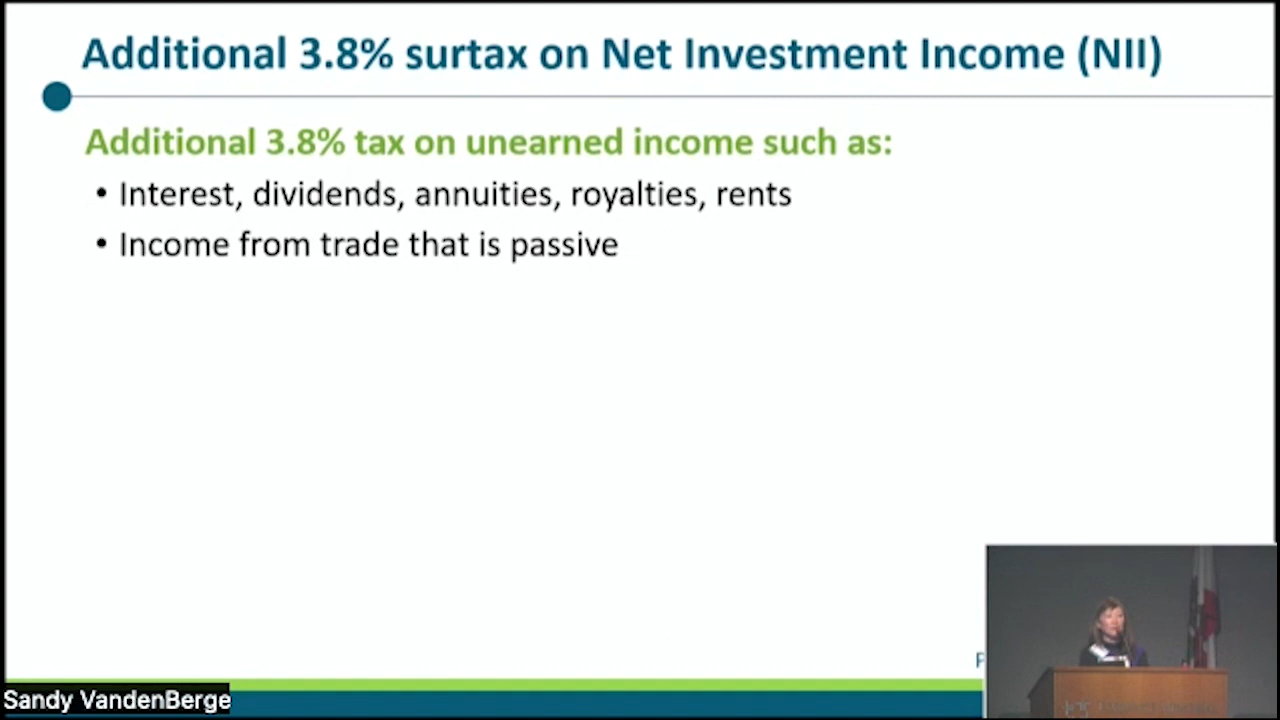 Additional 3.8% surtax on Net Investment Income (NII)
Additional 3.8% tax on unearned income such as:
• Interest, dividends, annuities, royalties, rents
• Income from trade that is passive
P
Sandy VandenBerge